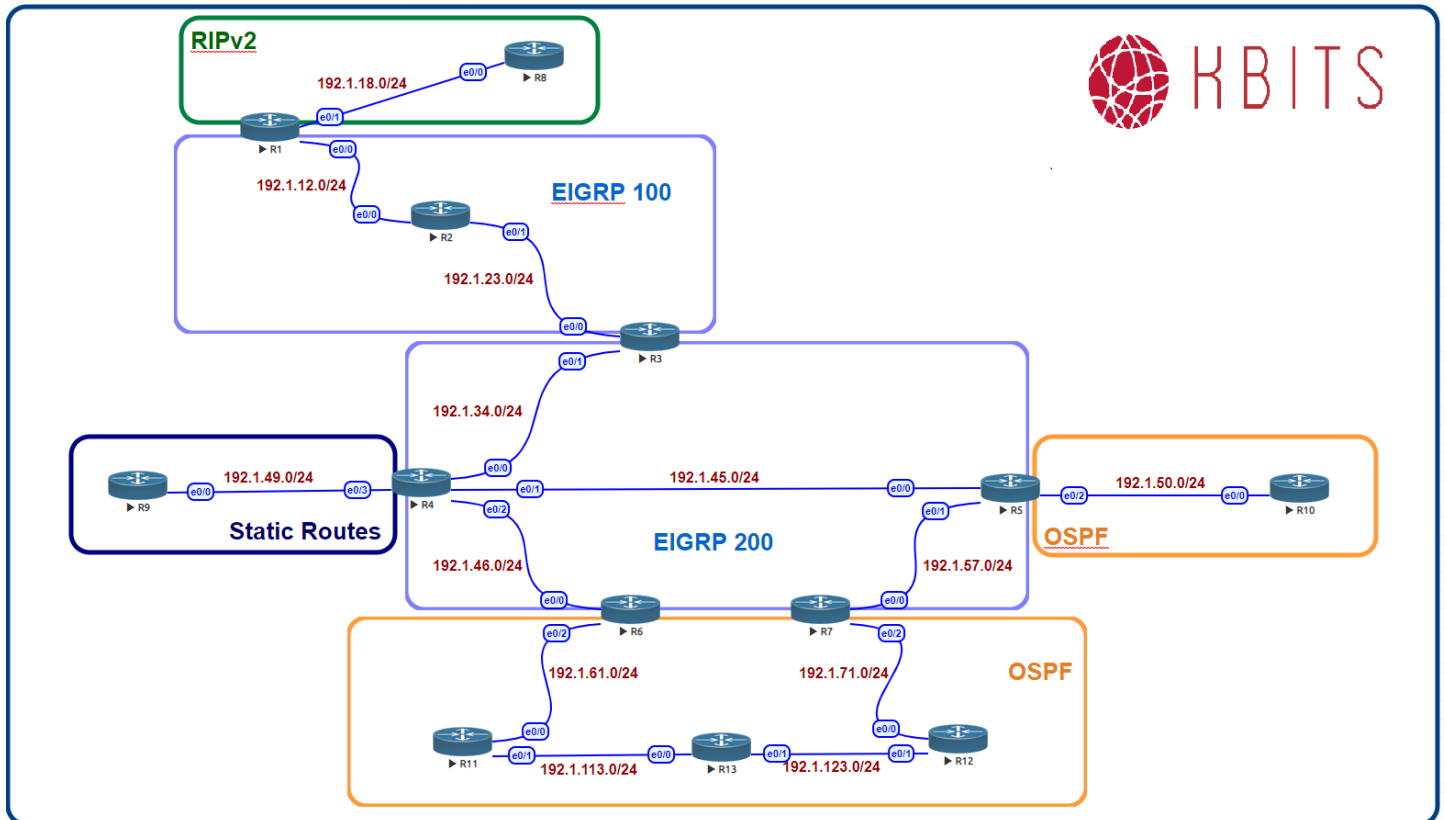 RIPv2
KBITS
192.1.18.0/24
e0/0
R8
e0/1
R1
e0/0
192.1.12.0/24
EIGRP 100
e0/0
R2
e0/1
192.1.23.0/24
e0/0
R3
e0/1
192.1.34.0/24
e0/0
192.1.49.0/24
192.1.45.0/24
192.1.50.0/24
R9
e0/0
e0/3
R4
e0/1
e0/0
R5
e0/2
e0/0
R10
e0/2
e0/1
Static Routes
EIGRP 200
OSPF
192.1.46.0/24
192.1.57.0/24
e0/0
e0/0
R6
R7
e0/2
e0/2
192.1.61.0/24
192.1.71.0/24
OSPF
e0/0
e0/0
R11
e0/1
e0/0
R13
e0/1
e0/1
R12
192.1.113.0/24
192.1.123.0/24